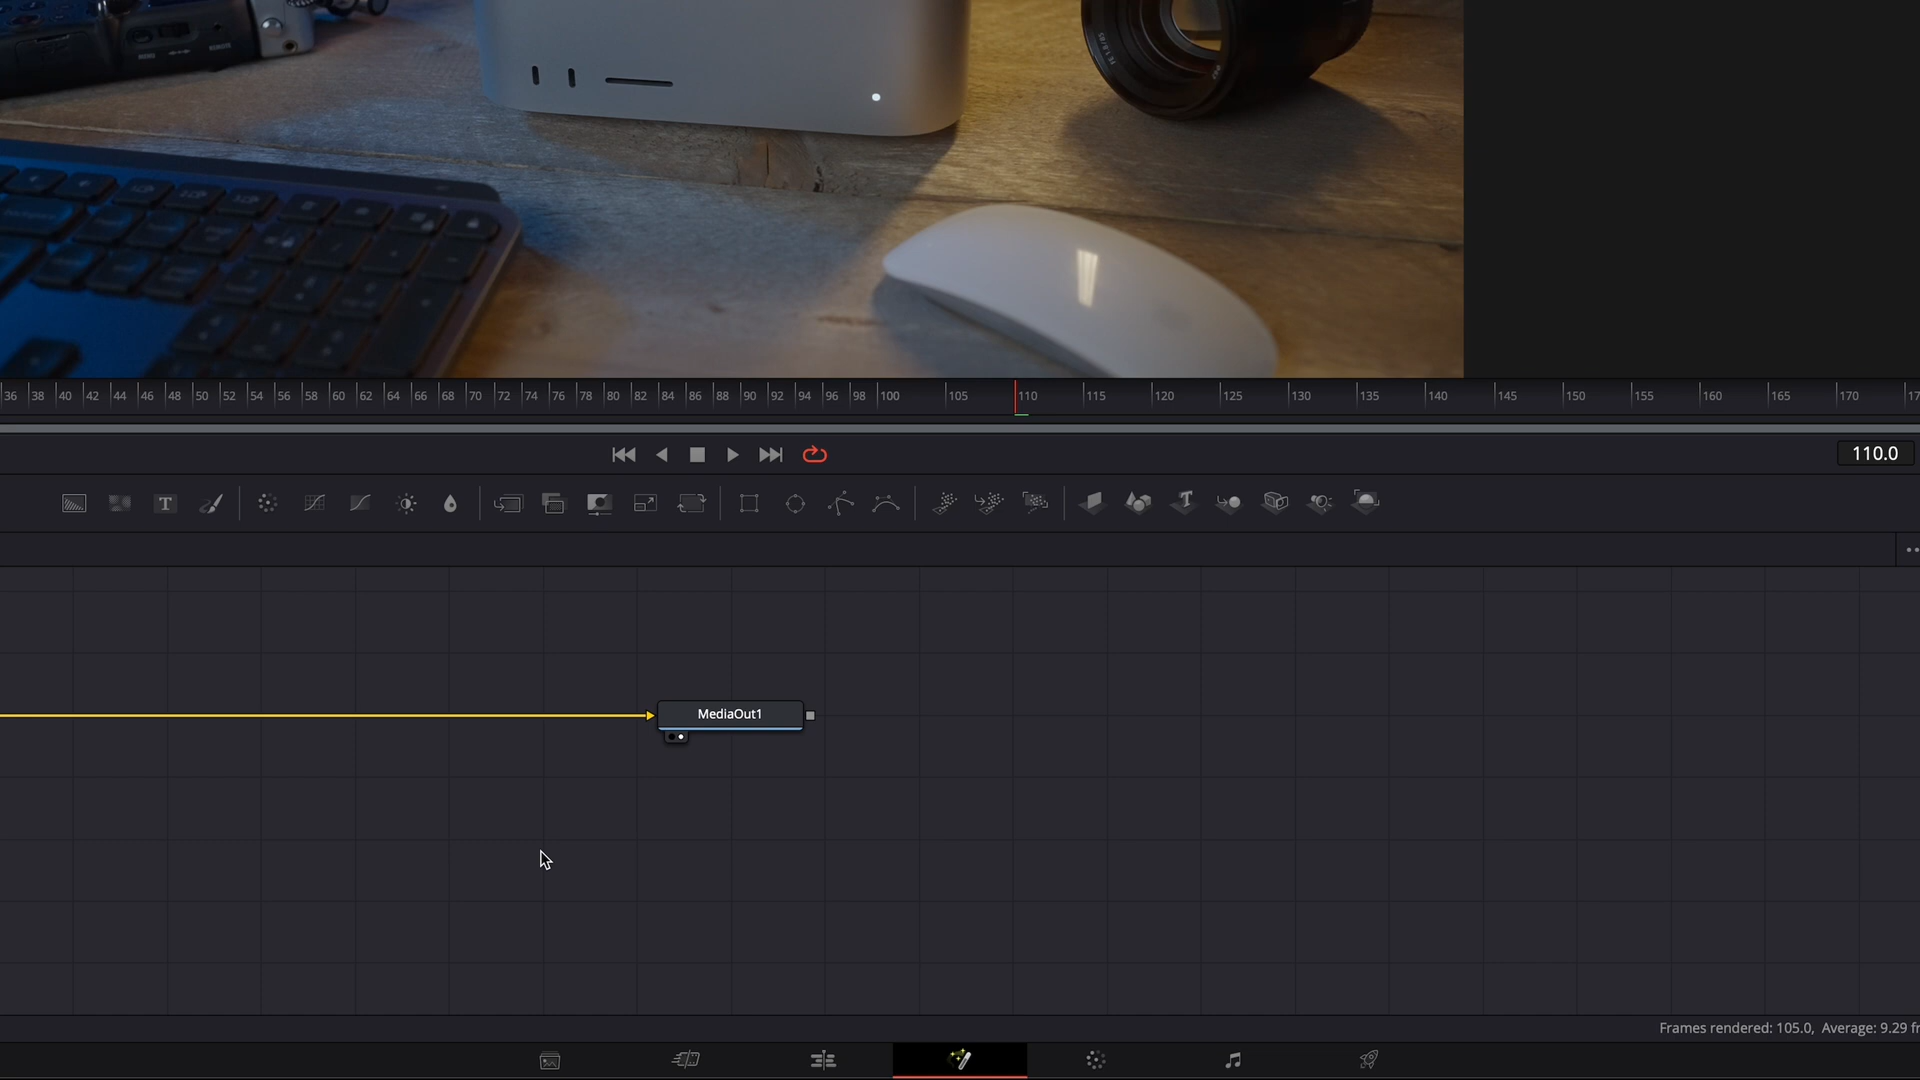 36 38 40 42 44 46 48 50 52 54 56 58 60 62 64 66 68 70 72 74 76 78 80 82 84 86 88 90 92 94 96 98 100 105 110 115 120 125 130 135 140 145 150 155 160 165 170
110.0
T
MediaOut1
Frames rendered: 105.0, Average: 9.29